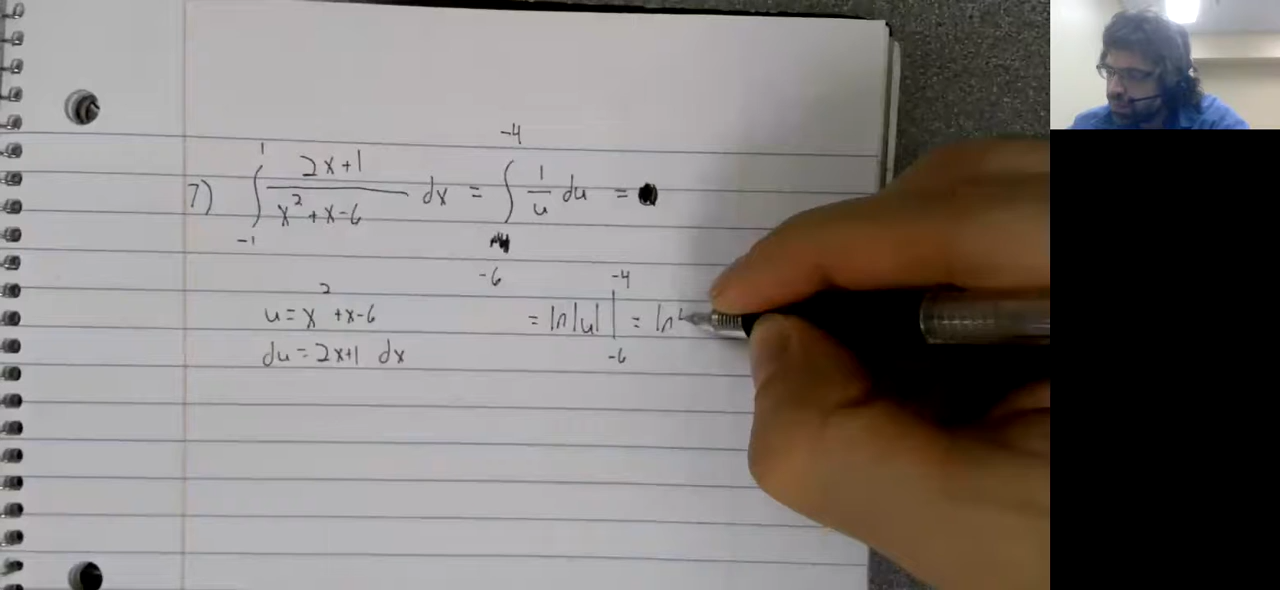 7) ∫_{-1}^{1} (2x+1)/(x²+x-6) dx = ∫_{-6}^{-4} 1/u du =
u = x²+x-6
= ln|u| |_{-6}^{-4} = ln4
du = 2x+1 dx